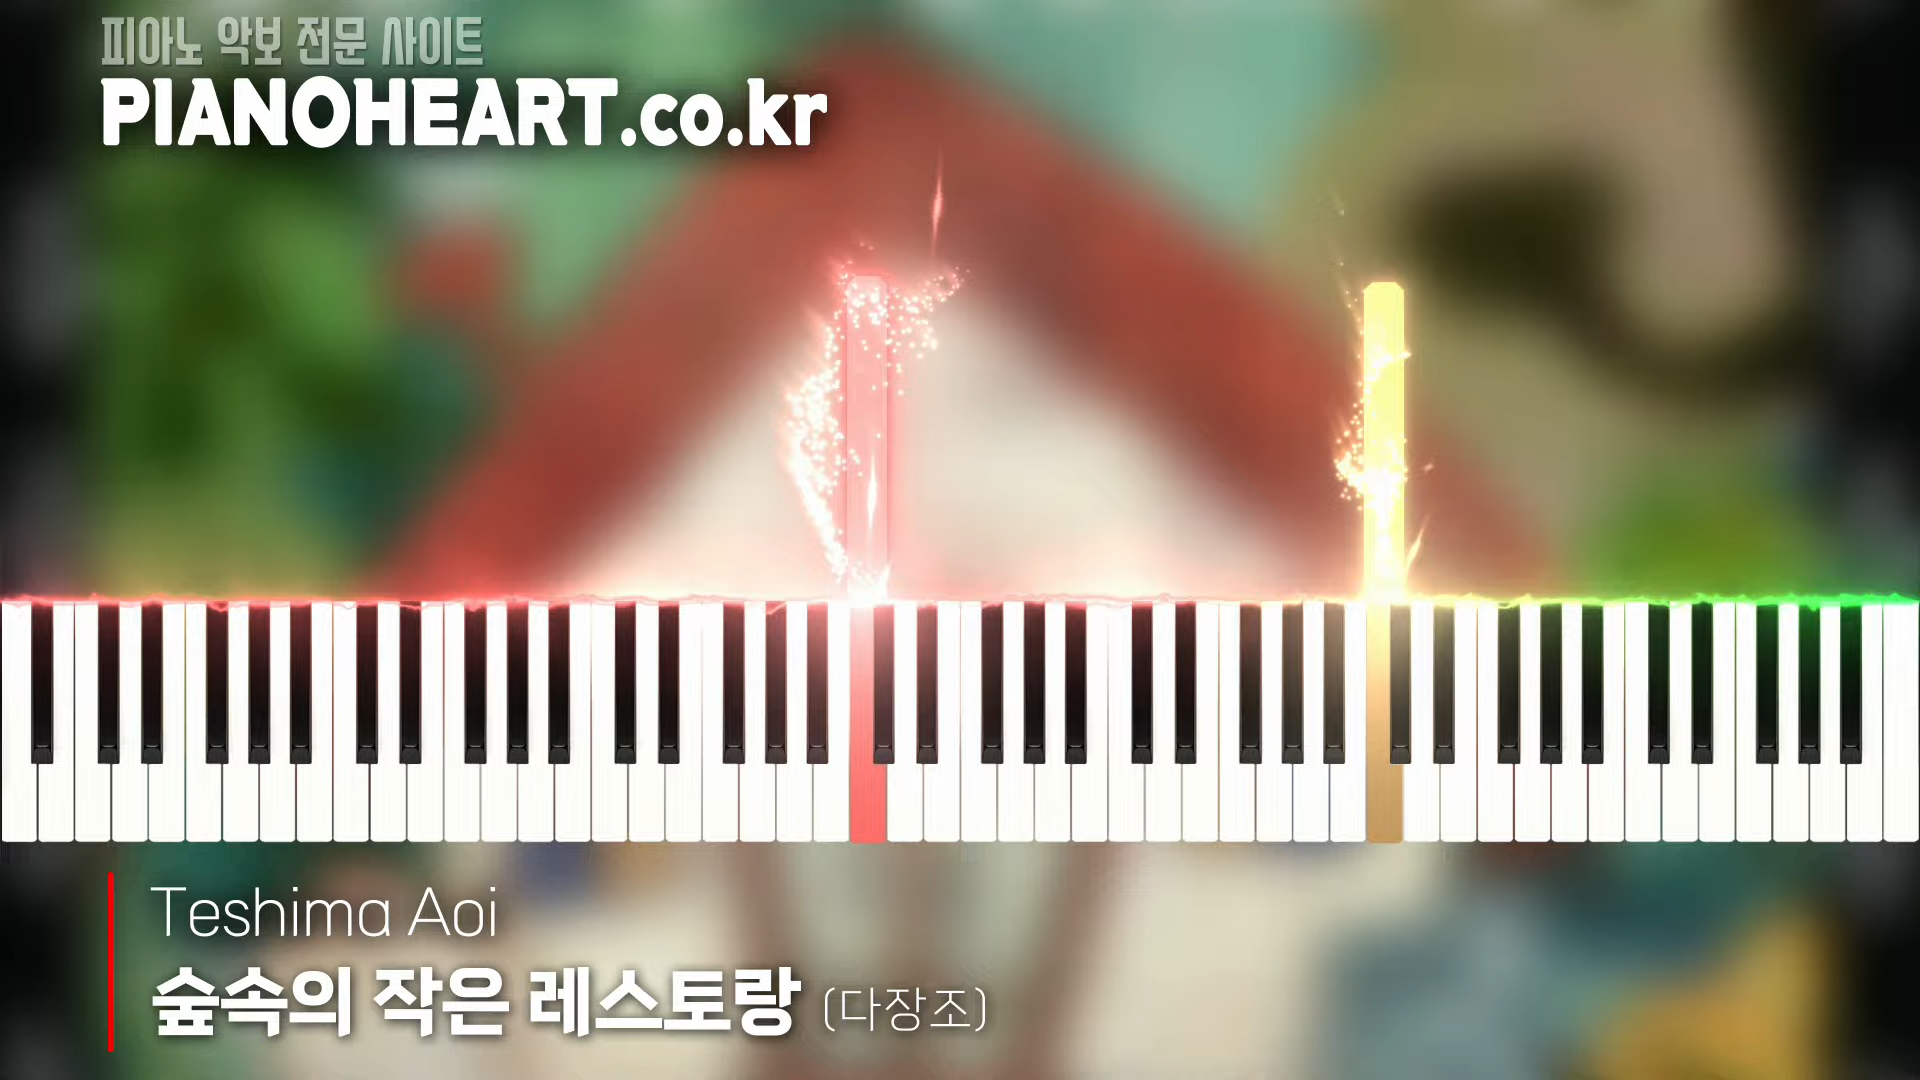 피아노 악보 전문 사이트
PIANOHEART.co.kr
Teshima Aoi
숲속의 작은 레스토랑 (다장조)